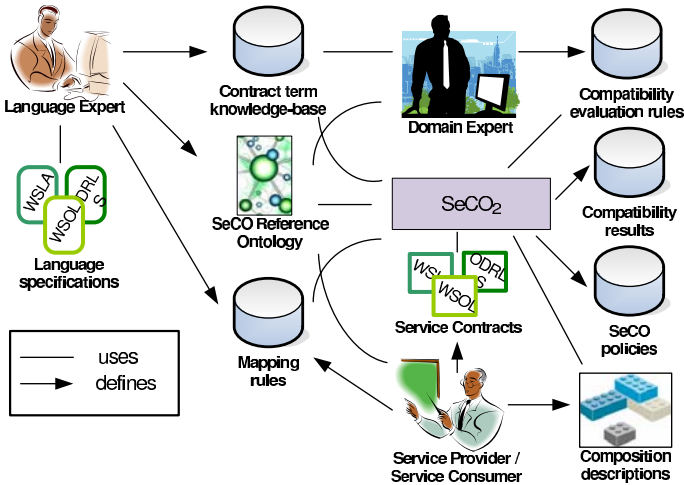 Language Expert
Contract term
knowledge-base
Domain Expert
Compatibility
evaluation rules
WSLA
ODRL
S
WSOL
Language
specifications
SeCO Reference
Ontology
SeCO₂
Compatibility
results
WSL
ODRL
S
WSOL
Service Contracts
SeCO
policies
Mapping
rules
uses
defines
Service Provider /
Service Consumer
Composition
descriptions